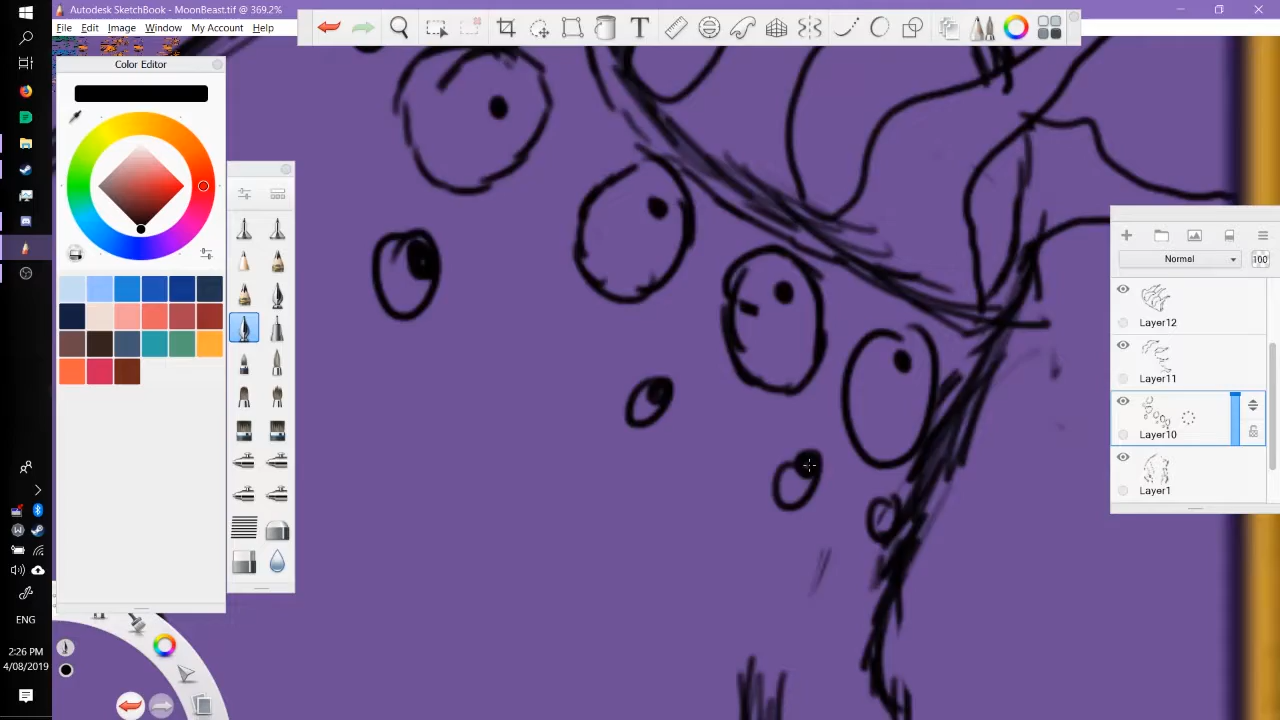 Autodesk SketchBook - MoonBeast.tif @ 369.2%
File Edit Image Window My Account Help
T
Color Editor
Normal
100
Layer12
Layer11
Layer10
Layer1
ENG
2:26 PM
4/08/2019